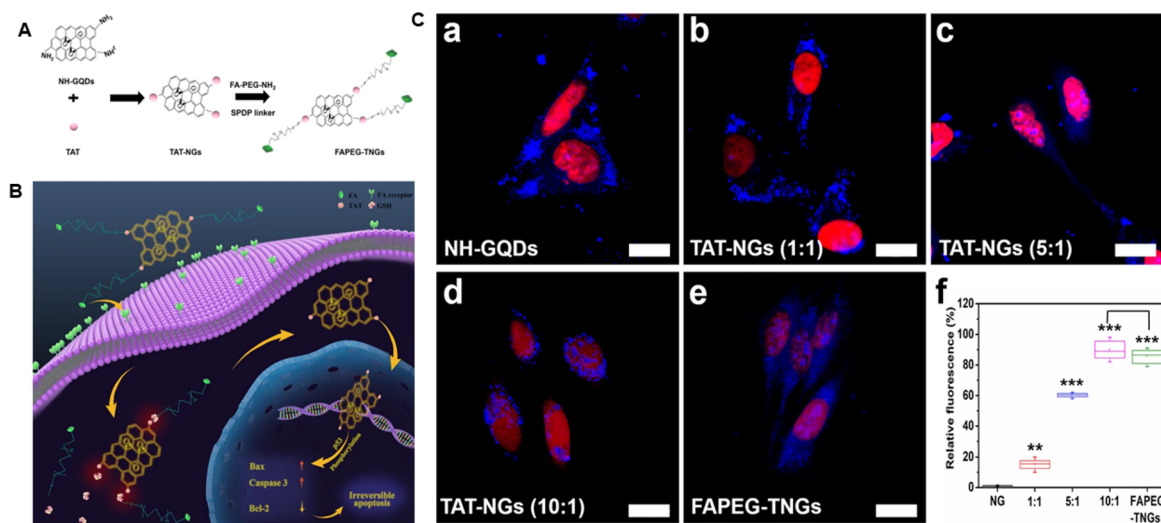 A
NH₂
NH₂
NH²
NH-GQDs
+
TAT
TAT-NGs
FA-PEG-NH₂
SPDP linker
FAPEG-TNGs
B
FA
FA receptor
TAT
GSH
P53
Phosphorylation
Bax ↑
Caspase 3 ↑
Bcl-2 ↓
Irreversible
apoptosis
C
a
NH-GQDs
b
TAT-NGs (1:1)
c
TAT-NGs (5:1)
d
TAT-NGs (10:1)
e
FAPEG-TNGs
f
Relative fluorescence (%)
120
100
80
60
40
20
0
**
***
***
***
NG
1:1
5:1
10:1
FAPEG
-TNGs